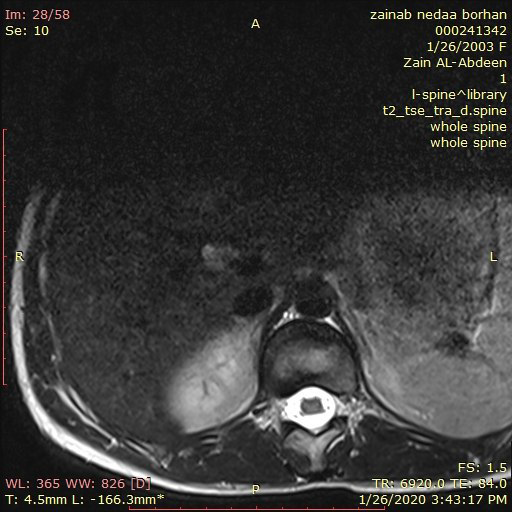 Im: 28/58
Se: 10
A
zainab nedaa borhan
000241342
1/26/2003 F
Zain AL-Abdeen
1
l-spine^library
t2_tse_tra_d.spine
whole spine
whole spine
R
L
WL: 365 WW: 826 [D]
T: 4.5mm L: -166.3mm*
P
FS: 1.5
TR: 6920.0 TE: 84.0
1/26/2020 3:43:17 PM